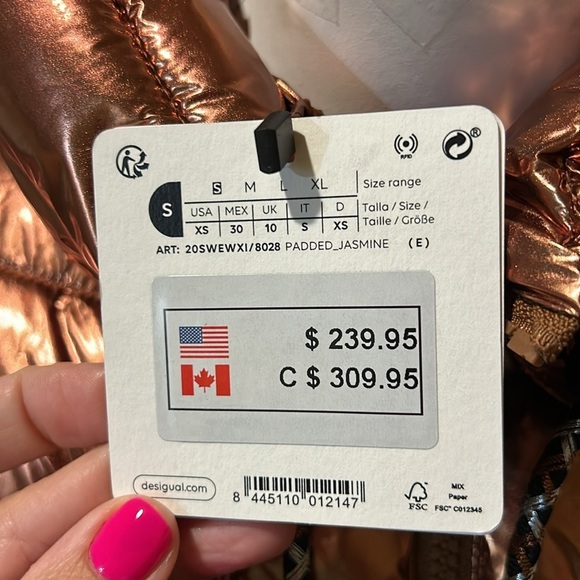 RFID
®
S M L XL Size range
S
USA MEX UK IT D Talla / Size /
XS 30 10 S XS Taille / Größe
ART: 20SWEWXI/8028 PADDED_JASMINE (E)
$ 239.95
C $ 309.95
desigual.com
8 445110 012147
FSC
MIX
Paper
FSC® C012345